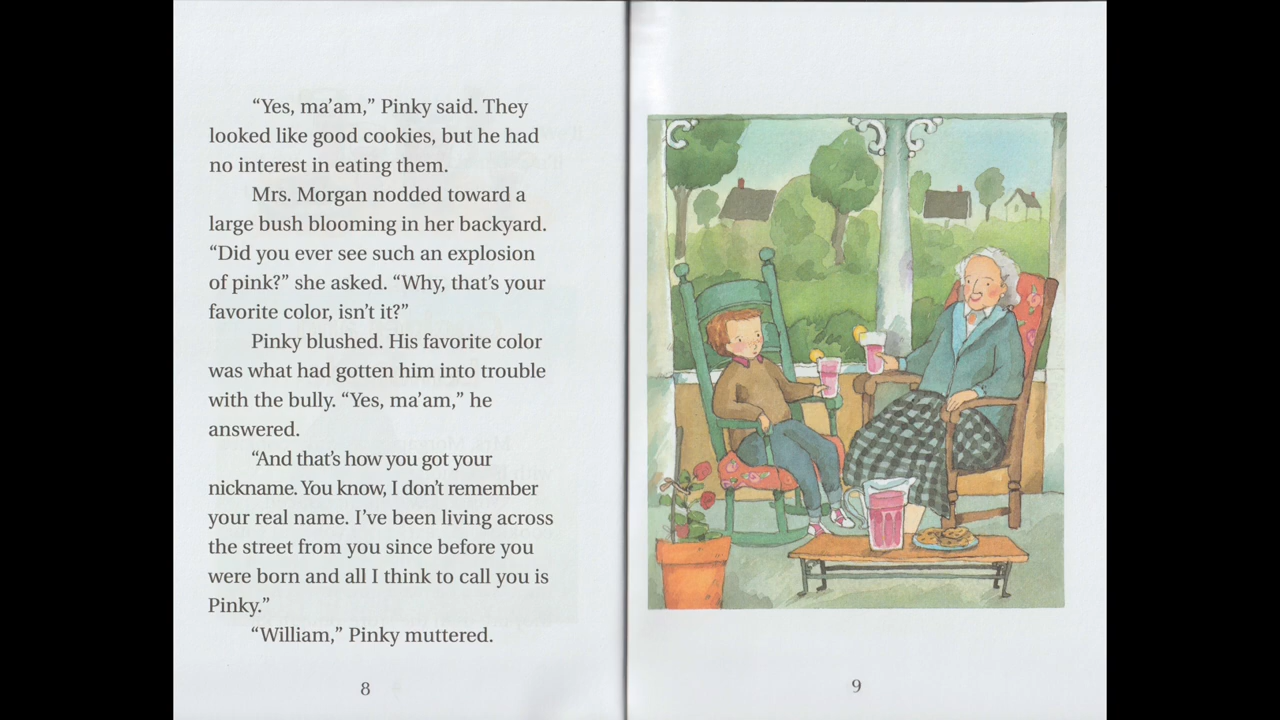 “Yes, ma’am,” Pinky said. They
looked like good cookies, but he had
no interest in eating them.
Mrs. Morgan nodded toward a
large bush blooming in her backyard.
“Did you ever see such an explosion
of pink?” she asked. “Why, that’s your
favorite color, isn’t it?”
Pinky blushed. His favorite color
was what had gotten him into trouble
with the bully. “Yes, ma’am,” he
answered.
“And that’s how you got your
nickname. You know, I don’t remember
your real name. I’ve been living across
the street from you since before you
were born and all I think to call you is
Pinky.”
“William,” Pinky muttered.
8
9